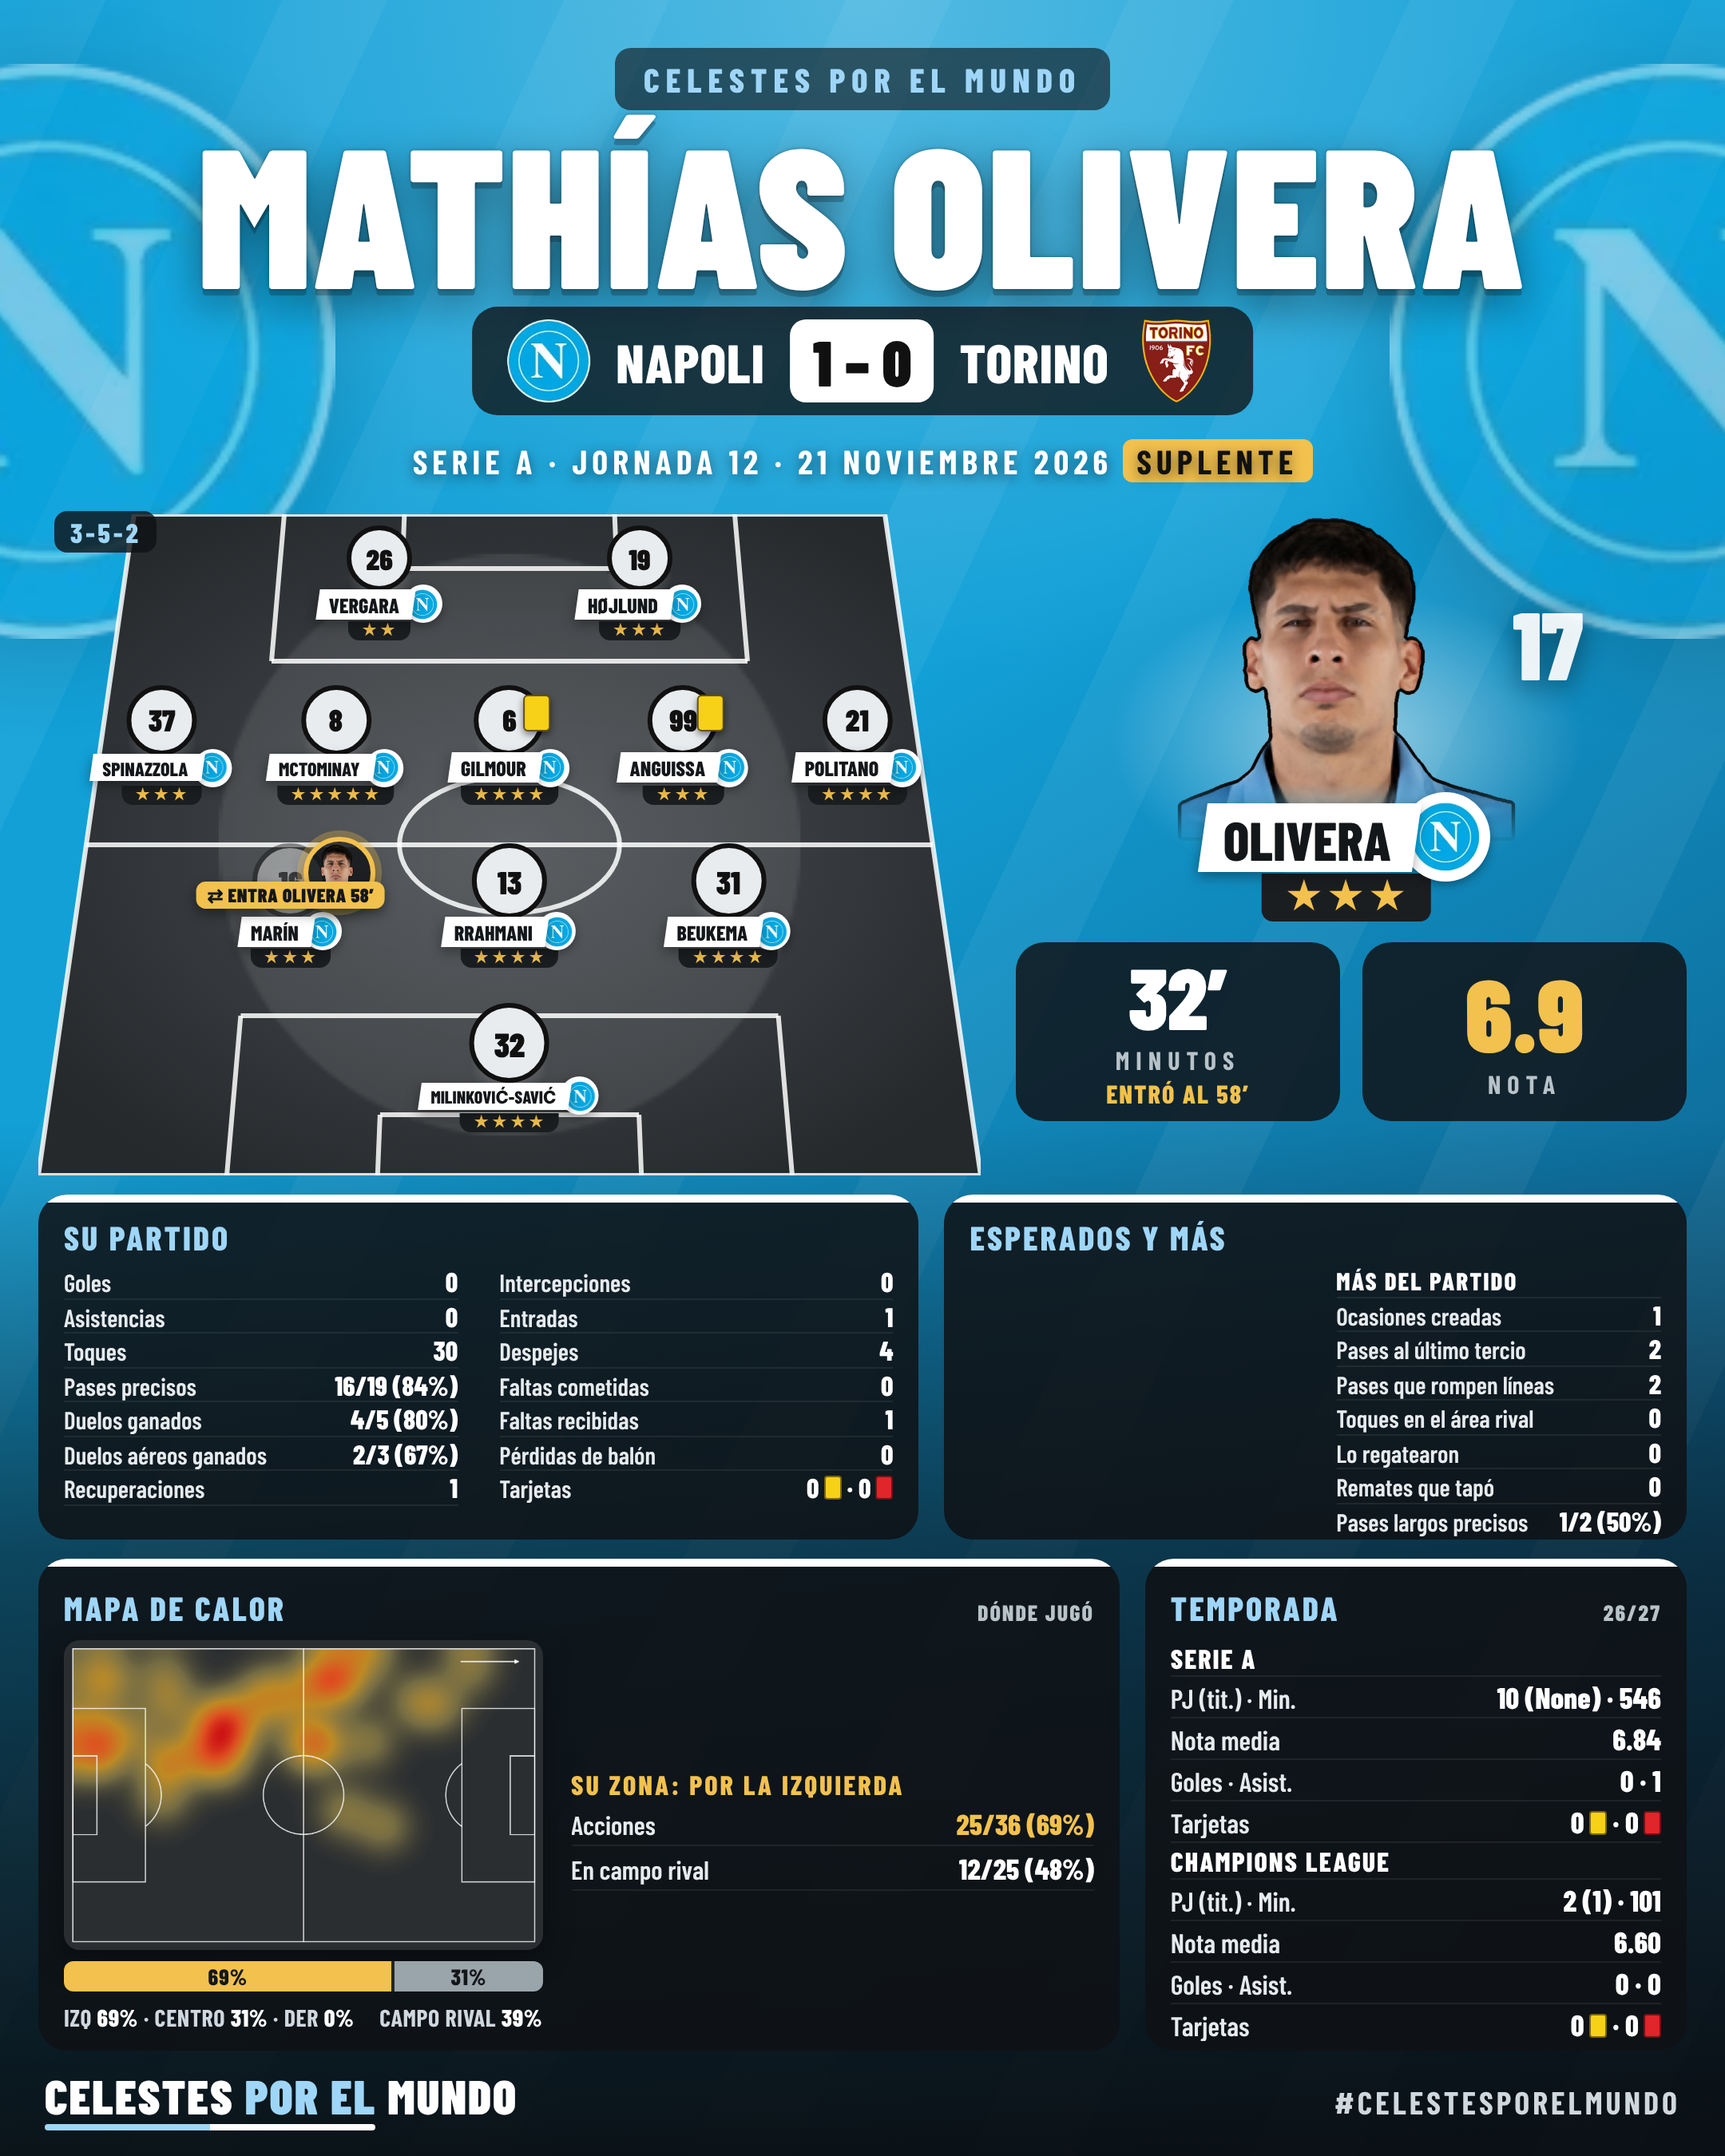 CELESTES POR EL MUNDO
MATHÍAS OLIVERA
N NAPOLI 1 - 0 TORINO TORINO 1906 FC
SERIE A · JORNADA 12 · 21 NOVIEMBRE 2026 SUPLENTE
3-5-2
26 19
VERGARA N HØJLUND N
★★ ★★★
37 8 6 99 21
SPINAZZOLA N MCTOMINAY N GILMOUR N ANGUISSA N POLITANO N
★★★ ★★★★★ ★★★★ ★★★ ★★★★
13 31
⇄ ENTRA OLIVERA 58’
MARÍN N RRAHMANI N BEUKEMA N
★★★ ★★★★ ★★★★
32
MILINKOVIĆ-SAVIĆ N
★★★★
17
OLIVERA N
★★★
32’
MINUTOS
ENTRÓ AL 58’
6.9
NOTA
SU PARTIDO
Goles 0
Asistencias 0
Toques 30
Pases precisos 16/19 (84%)
Duelos ganados 4/5 (80%)
Duelos aéreos ganados 2/3 (67%)
Recuperaciones 1
Intercepciones 0
Entradas 1
Despejes 4
Faltas cometidas 0
Faltas recibidas 1
Pérdidas de balón 0
Tarjetas 0 · 0
ESPERADOS Y MÁS
MÁS DEL PARTIDO
Ocasiones creadas 1
Pases al último tercio 2
Pases que rompen líneas 2
Toques en el área rival 0
Lo regatearon 0
Remates que tapó 0
Pases largos precisos 1/2 (50%)
MAPA DE CALOR DÓNDE JUGÓ
SU ZONA: POR LA IZQUIERDA
Acciones 25/36 (69%)
En campo rival 12/25 (48%)
69% 31%
IZQ 69% · CENTRO 31% · DER 0% CAMPO RIVAL 39%
TEMPORADA 26/27
SERIE A
PJ (tit.) · Min. 10 (None) · 546
Nota media 6.84
Goles · Asist. 0 · 1
Tarjetas 0 · 0
CHAMPIONS LEAGUE
PJ (tit.) · Min. 2 (1) · 101
Nota media 6.60
Goles · Asist. 0 · 0
Tarjetas 0 · 0
CELESTES POR EL MUNDO
#CELESTESPORELMUNDO